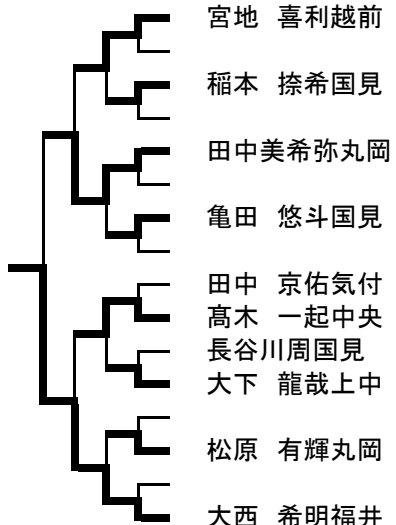 宮地 喜利越前
稲本 捺希国見
田中美希弥丸岡
亀田 悠斗国見
田中 京佑気付
髙木 一起中央
長谷川周国見
大下 龍哉上中
松原 有輝丸岡
大西 希明福井